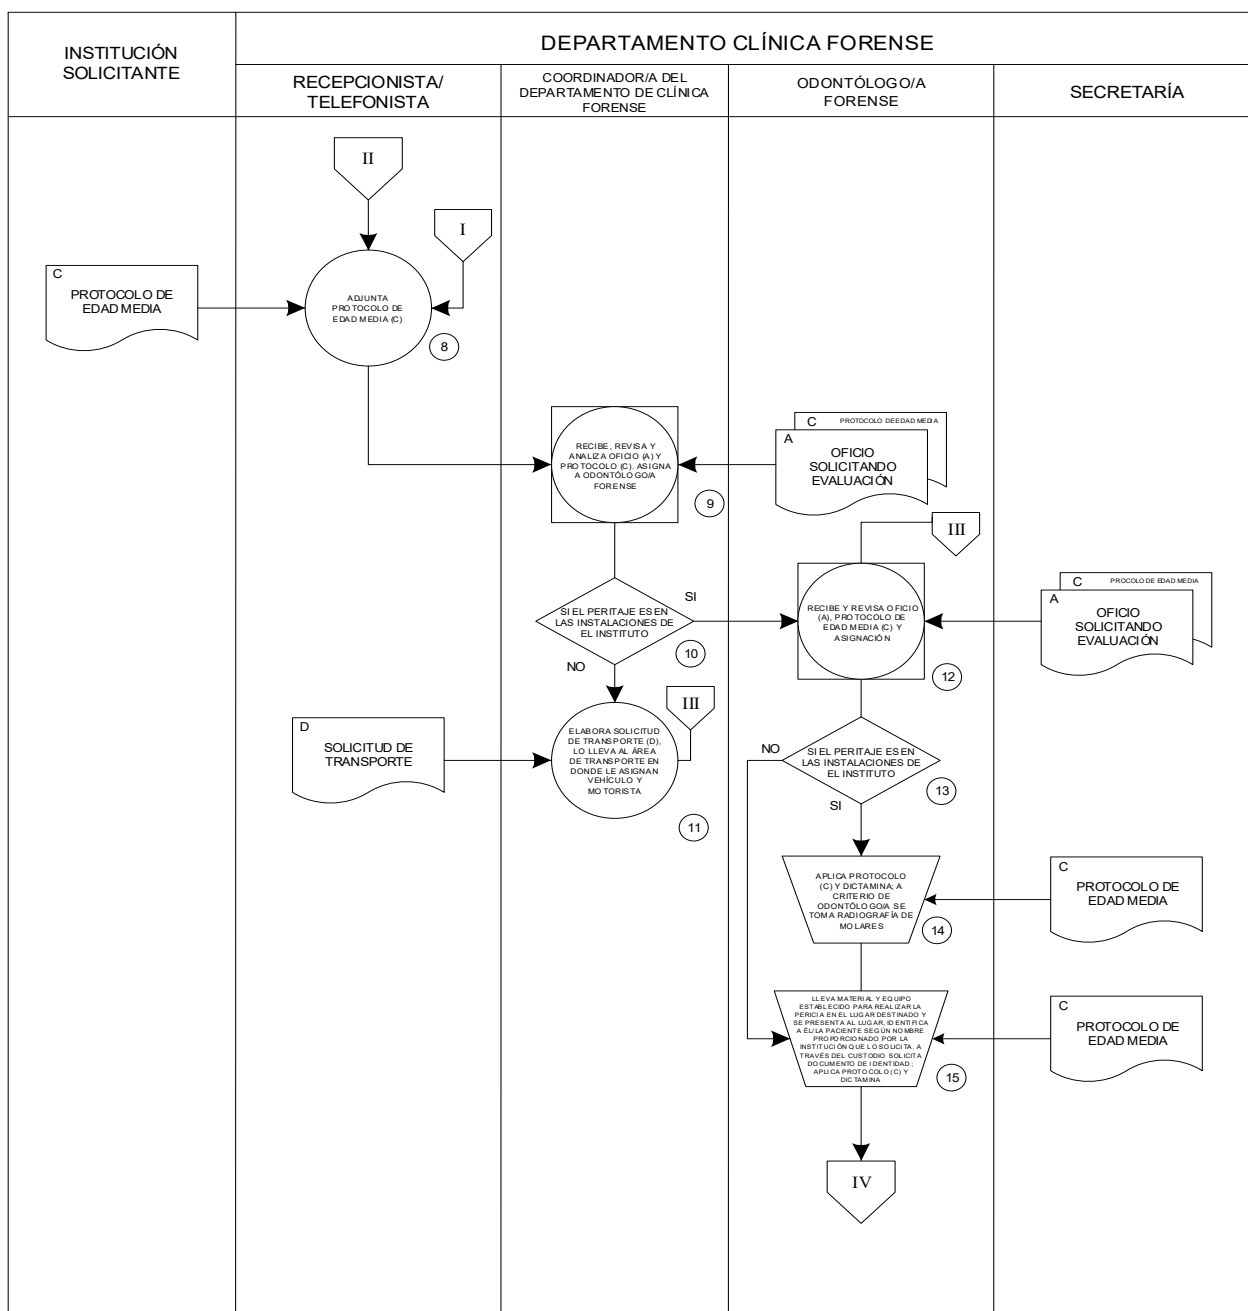 INSTITUCIÓN
SOLICITANTE
DEPARTAMENTO CLÍNICA FORENSE
RECEPCIONISTA/
TELEFONISTA
COORDINADOR/A DEL
DEPARTAMENTO DE CLÍNICA
FORENSE
ODONTÓLOGO/A
FORENSE
SECRETARÍA
II
I
C
PROTOCOLO DE
EDAD MEDIA
ADJUNTA
PROTOCOLO DE
EDAD MEDIA (C)
8
RECIBE, REVISA Y
ANALIZA OFICIO (A) Y
PROTOCOLO (C). ASIGNA
A ODONTÓLOGO/A
FORENSE
9
C
PROTOCOLO DE EDAD MEDIA
A
OFICIO
SOLICITANDO
EVALUACIÓN
III
SI EL PERITAJE ES EN
LAS INSTALACIONES DE
EL INSTITUTO
SI
NO
10
RECIBE Y REVISA OFICIO
(A), PROTOCOLO DE
EDAD MEDIA (C) Y
ASIGNACIÓN
12
C
PROCOLO DE EDAD MEDIA
A
OFICIO
SOLICITANDO
EVALUACIÓN
III
D
SOLICITUD DE
TRANSPORTE
ELABORA SOLICITUD
DE TRANSPORTE (D),
LO LLEVA AL ÁREA
DE TRANSPORTE EN
DONDE LE ASIGNAN
VEHÍCULO Y
MOTORISTA
11
NO
SI EL PERITAJE ES EN
LAS INSTALACIONES DE
EL INSTITUTO
SI
13
APLICA PROTOCOLO
(C) Y DICTAMINA; A
CRITERIO DE
ODONTÓLOGO/A SE
TOMA RADIOGRAFÍA DE
MOLARES
14
C
PROTOCOLO DE
EDAD MEDIA
LLEVA MATERIAL Y EQUIPO
ESTABLECIDO PARA REALIZAR LA
PERICIA EN EL LUGAR DESTINADO Y
SE PRESENTA AL LUGAR, IDENTIFICA
A ÉL/LA PACIENTE SEGÚN NOMBRE
PROPORCIONADO POR LA
INSTITUCIÓN QUE LO SOLICITA. A
TRAVÉS DEL CUSTODIO SOLICITA
DOCUMENTO DE IDENTIDAD;
APLICA PROTOCOLO (C) Y
DICTAMINA
15
C
PROTOCOLO DE
EDAD MEDIA
IV